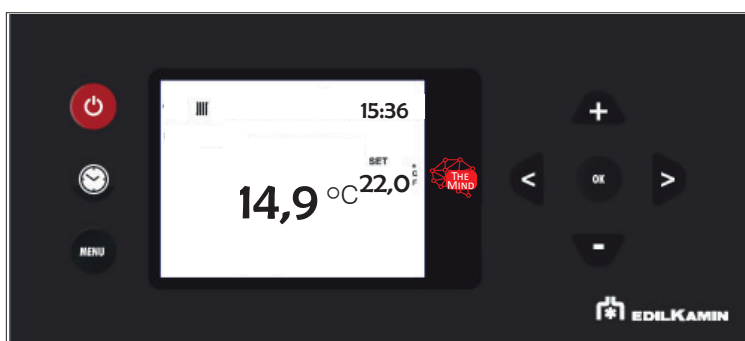 15:36
SET
22,0
°C
F
14,9 °C
THE
MIND
<
OK
>
+
-
MENU
EDILKAMIN